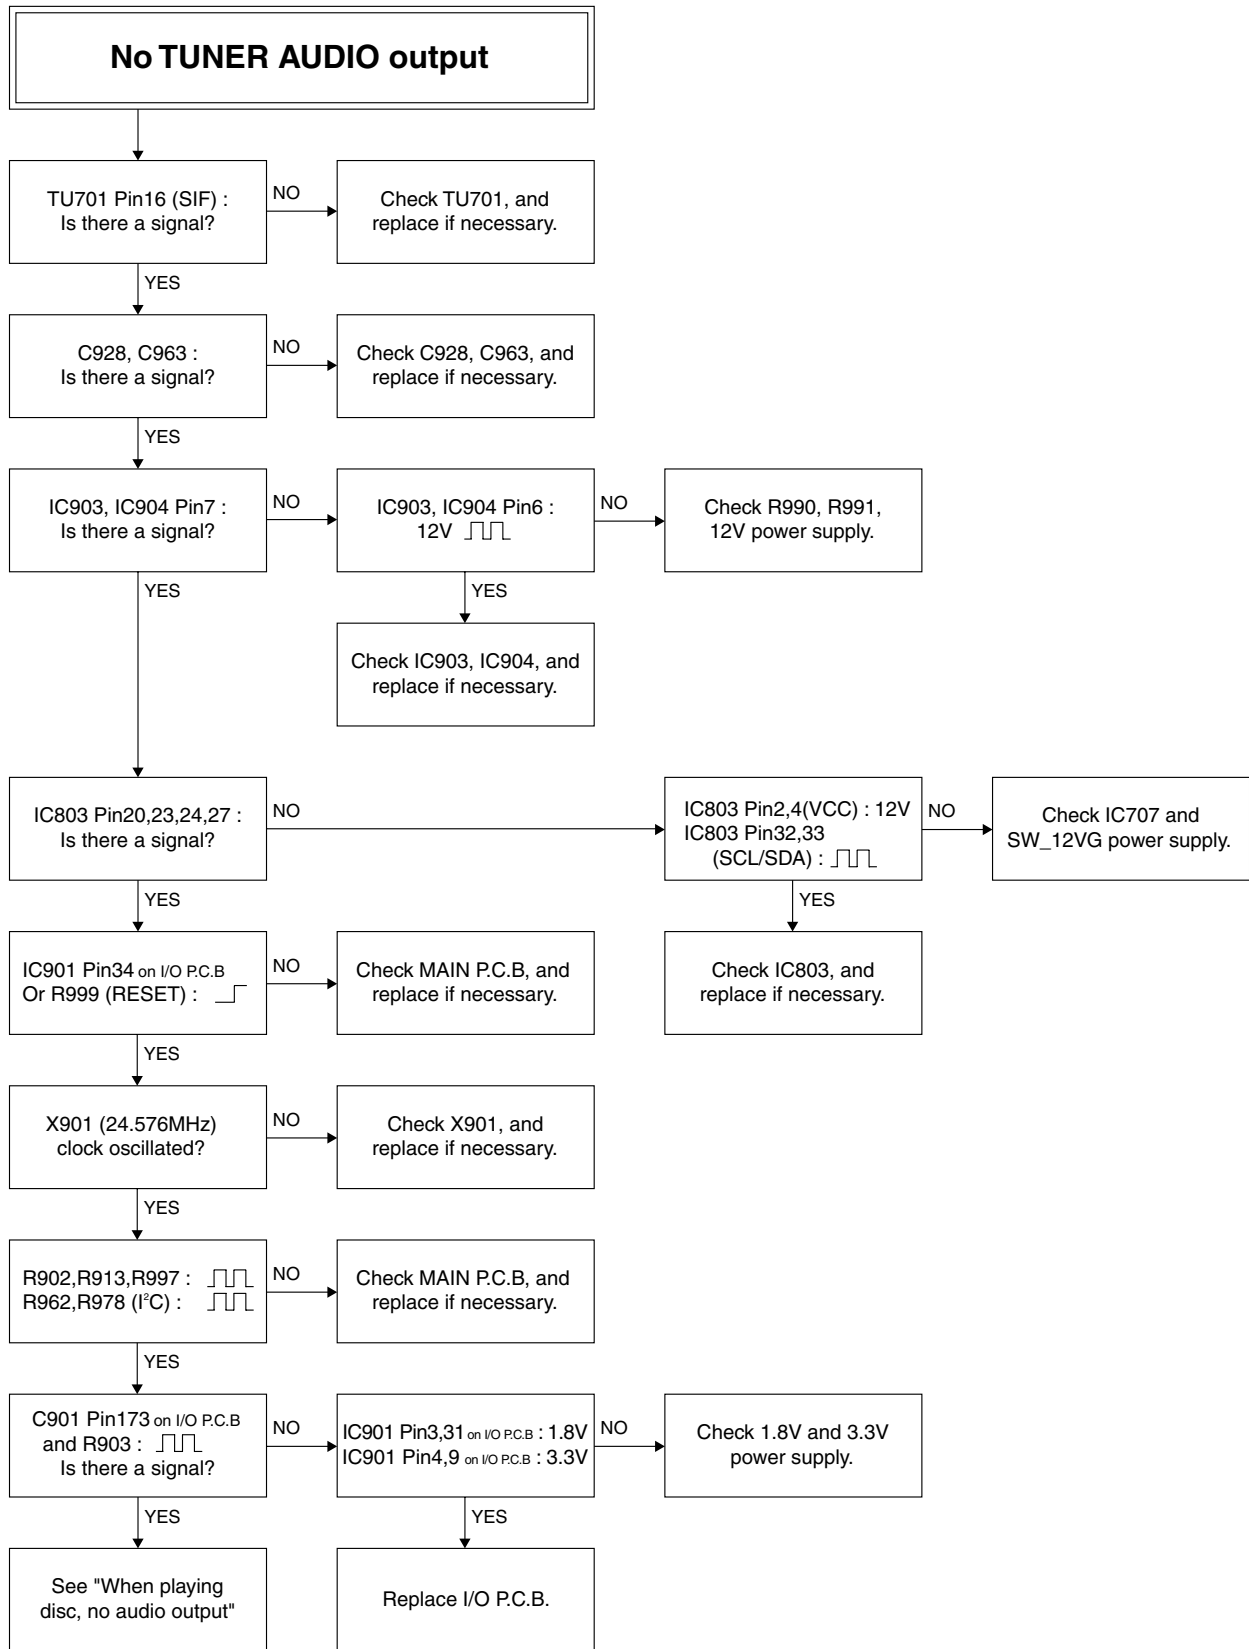 No TUNER AUDIO output
TU701 Pin16 (SIF) :
Is there a signal?
NO
Check TU701, and
replace if necessary.
YES
C928, C963 :
Is there a signal?
NO
Check C928, C963, and
replace if necessary.
YES
IC903, IC904 Pin7 :
Is there a signal?
NO
IC903, IC904 Pin6 :
12V
NO
Check R990, R991,
12V power supply.
YES
YES
Check IC903, IC904, and
replace if necessary.
IC803 Pin20,23,24,27 :
Is there a signal?
NO
IC803 Pin2,4(VCC) : 12V
IC803 Pin32,33
(SCL/SDA) :
NO
Check IC707 and
SW_12VG power supply.
YES
YES
IC901 Pin34 on I/O P.C.B
Or R999 (RESET) :
NO
Check MAIN P.C.B, and
replace if necessary.
Check IC803, and
replace if necessary.
YES
X901 (24.576MHz)
clock oscillated?
NO
Check X901, and
replace if necessary.
YES
R902,R913,R997 :
R962,R978 (I²C) :
NO
Check MAIN P.C.B, and
replace if necessary.
YES
C901 Pin173 on I/O P.C.B
and R903 :
Is there a signal?
NO
IC901 Pin3,31 on I/O P.C.B : 1.8V
IC901 Pin4,9 on I/O P.C.B : 3.3V
NO
Check 1.8V and 3.3V
power supply.
YES
YES
See "When playing
disc, no audio output"
Replace I/O P.C.B.